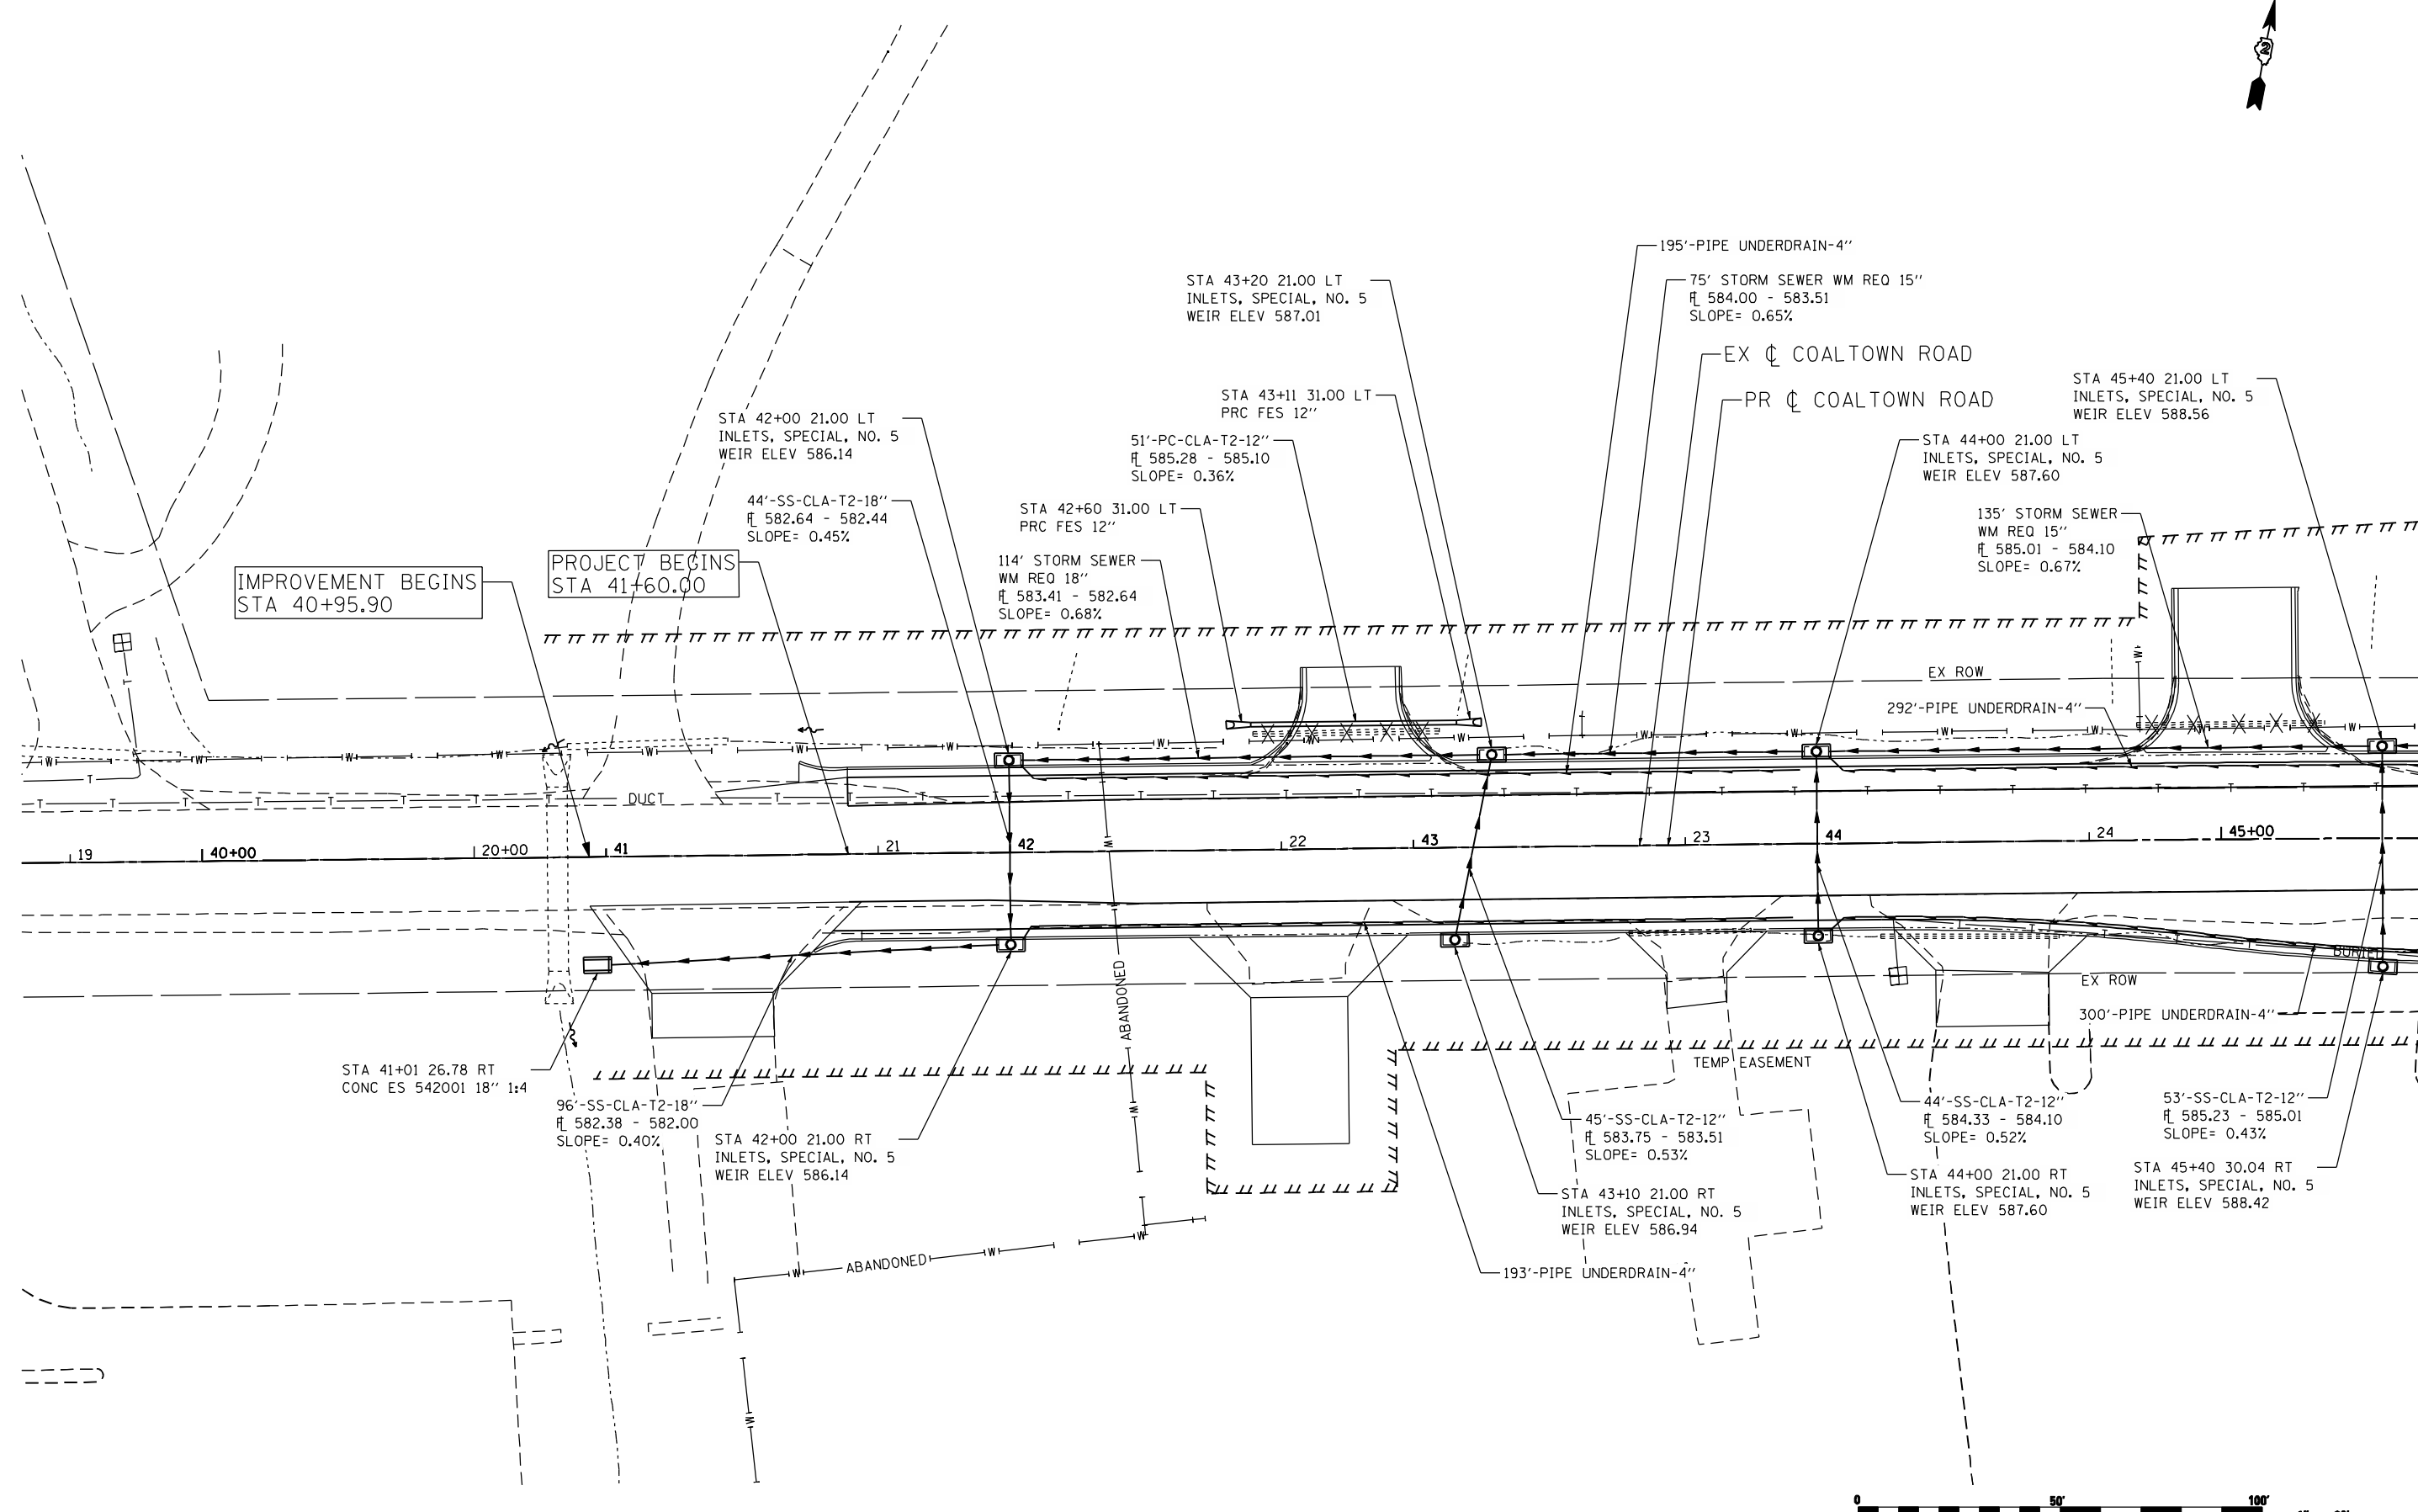 195'-PIPE UNDERDRAIN-4''
STA 43+20 21.00 LT
INLETS, SPECIAL, NO. 5
WEIR ELEV 587.01
75' STORM SEWER WM REQ 15''
FL 584.00 - 583.51
SLOPE= 0.65%
EX CL COALTOWN ROAD
PR CL COALTOWN ROAD
STA 45+40 21.00 LT
INLETS, SPECIAL, NO. 5
WEIR ELEV 588.56
STA 43+11 31.00 LT
PRC FES 12''
STA 42+00 21.00 LT
INLETS, SPECIAL, NO. 5
WEIR ELEV 586.14
51'-PC-CLA-T2-12''
FL 585.28 - 585.10
SLOPE= 0.36%
STA 44+00 21.00 LT
INLETS, SPECIAL, NO. 5
WEIR ELEV 587.60
44'-SS-CLA-T2-18''
FL 582.64 - 582.44
SLOPE= 0.45%
STA 42+60 31.00 LT
PRC FES 12''
135' STORM SEWER
WM REQ 15''
FL 585.01 - 584.10
SLOPE= 0.67%
114' STORM SEWER
WM REQ 18''
FL 583.41 - 582.64
SLOPE= 0.68%
PROJECT BEGINS
STA 41+60.00
IMPROVEMENT BEGINS
STA 40+95.90
EX ROW
292'-PIPE UNDERDRAIN-4''
DUCT
19 40+00 20+00 41 21 42 22 43 23 44 24 45+00
ABANDONED
EX ROW
300'-PIPE UNDERDRAIN-4''
TEMP EASEMENT
STA 41+01 26.78 RT
CONC ES 542001 18'' 1:4
96'-SS-CLA-T2-18''
FL 582.38 - 582.00
SLOPE= 0.40%
STA 42+00 21.00 RT
INLETS, SPECIAL, NO. 5
WEIR ELEV 586.14
45'-SS-CLA-T2-12''
FL 583.75 - 583.51
SLOPE= 0.53%
44'-SS-CLA-T2-12''
FL 584.33 - 584.10
SLOPE= 0.52%
53'-SS-CLA-T2-12''
FL 585.23 - 585.01
SLOPE= 0.43%
STA 43+10 21.00 RT
INLETS, SPECIAL, NO. 5
WEIR ELEV 586.94
STA 44+00 21.00 RT
INLETS, SPECIAL, NO. 5
WEIR ELEV 587.60
STA 45+40 30.04 RT
INLETS, SPECIAL, NO. 5
WEIR ELEV 588.42
ABANDONED
193'-PIPE UNDERDRAIN-4''
0 50' 100'